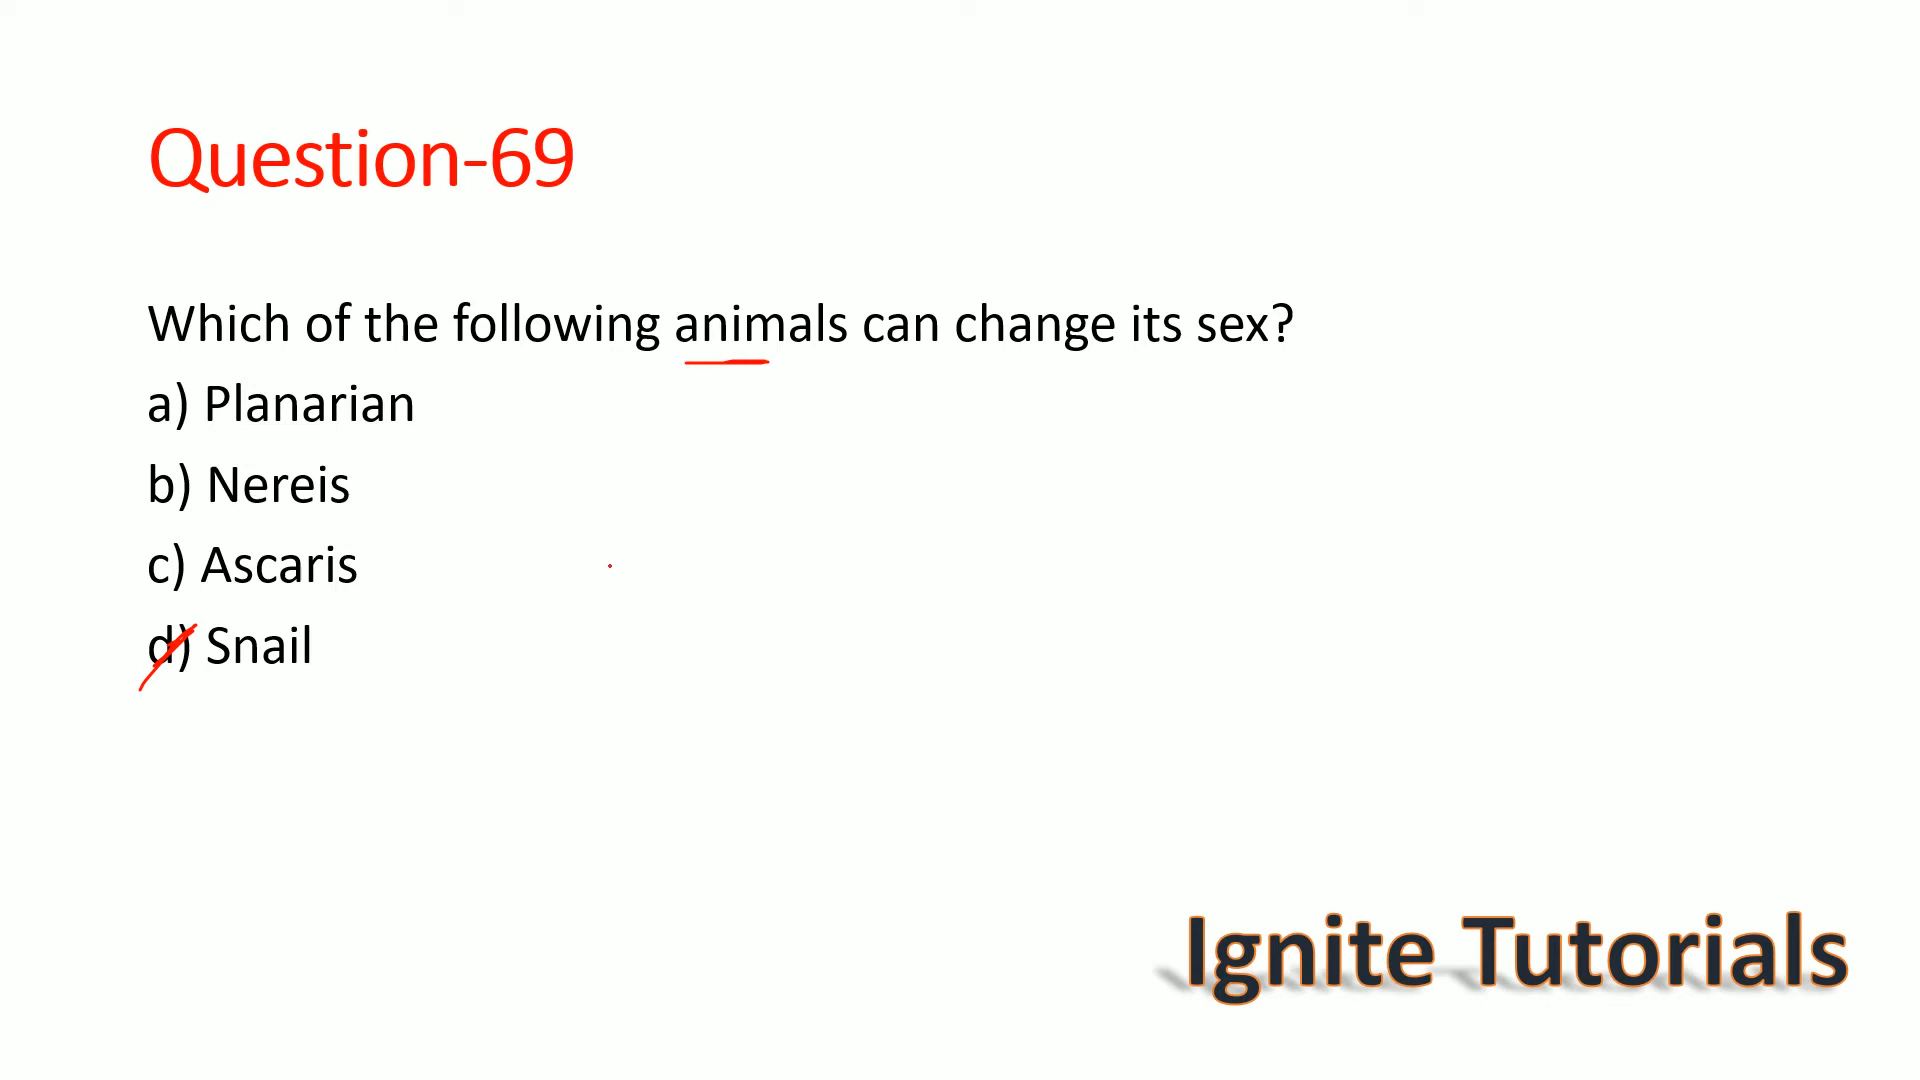 Question-69
Which of the following animals can change its sex?
a) Planarian
b) Nereis
c) Ascaris
d) Snail
Ignite Tutorials